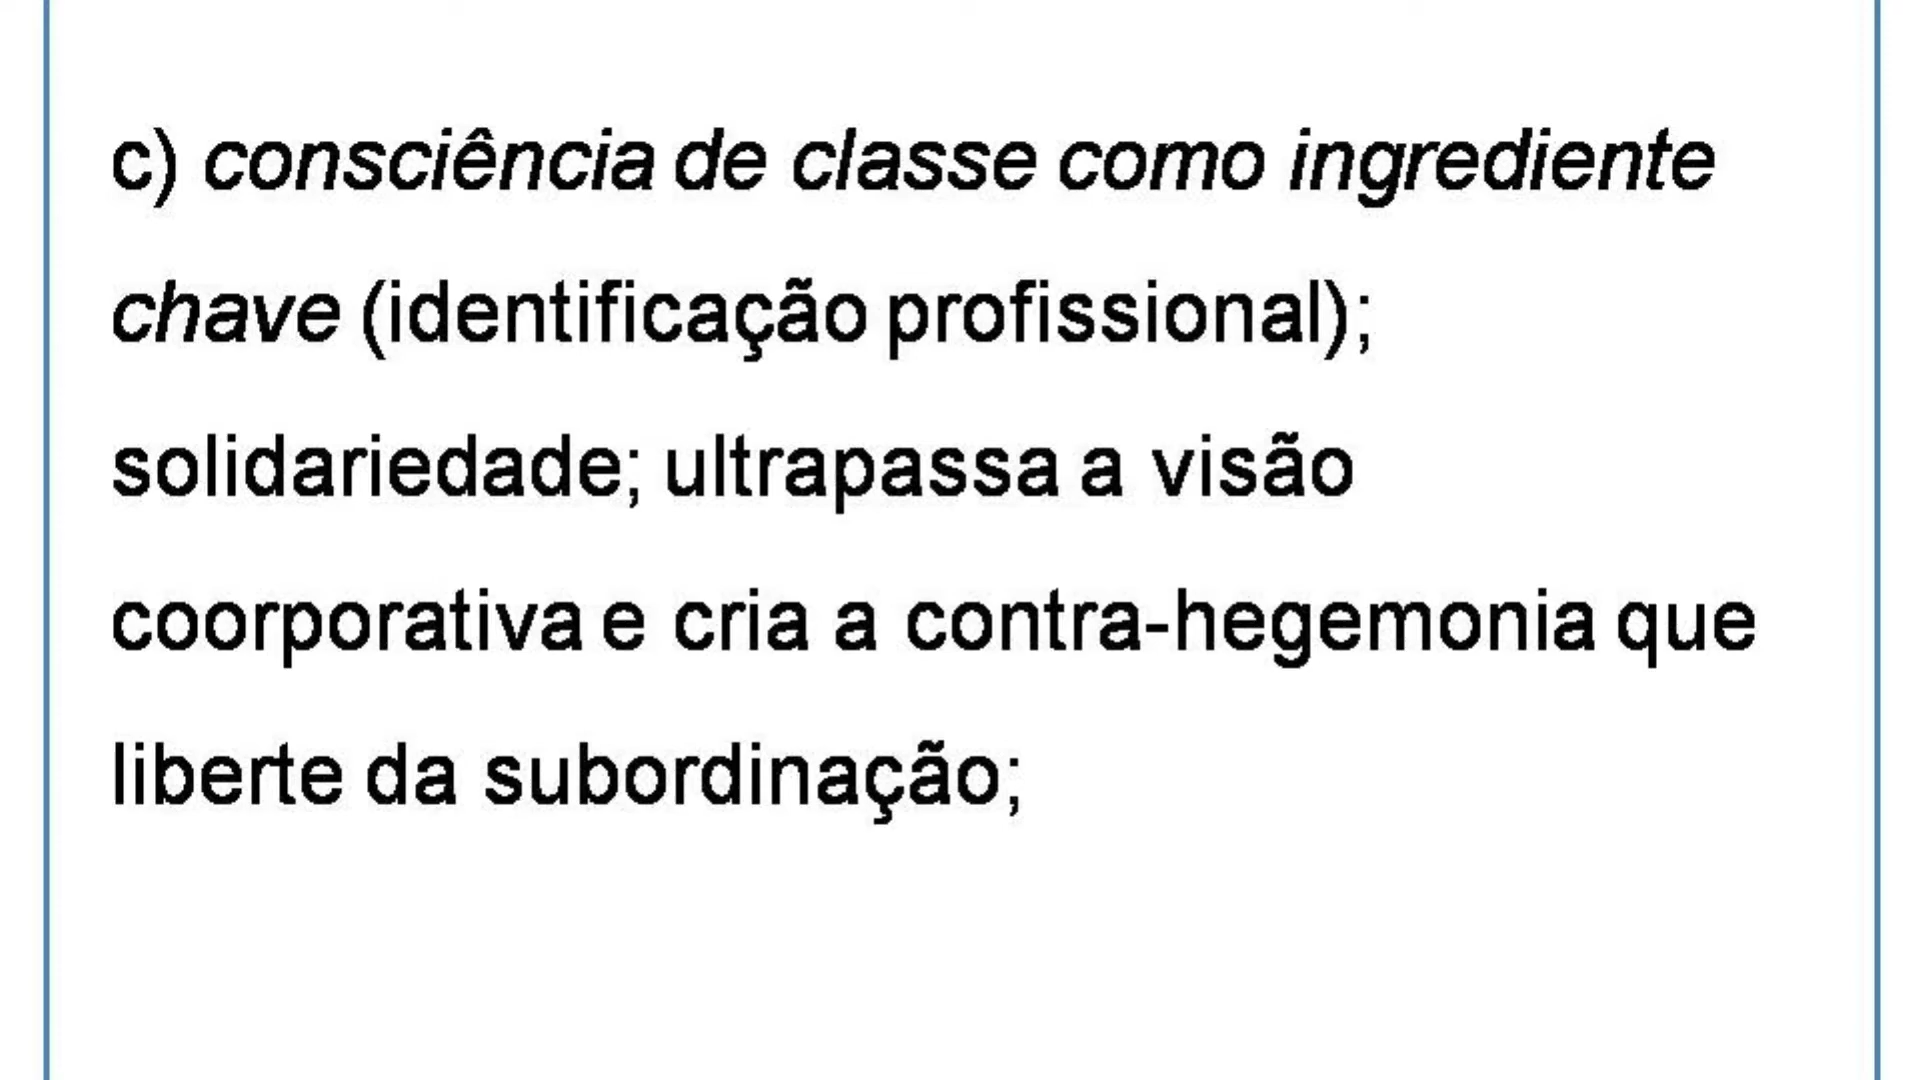 c) consciência de classe como ingrediente
chave (identificação profissional);
solidariedade; ultrapassa a visão
coorporativa e cria a contra-hegemonia que
liberte da subordinação;